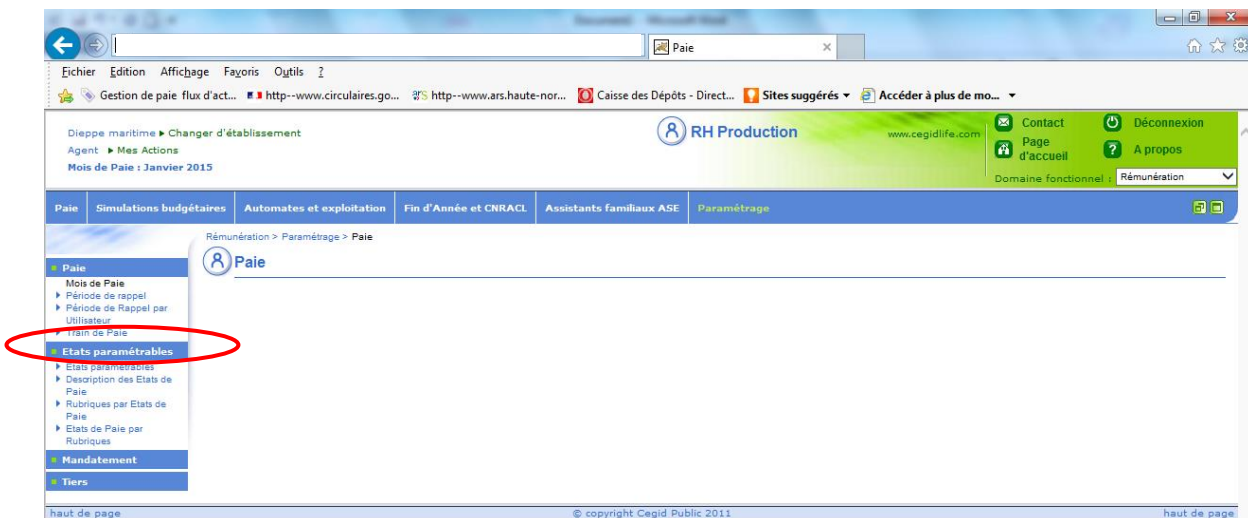 Paie
Fichier Edition Affichage Favoris Outils ?
Gestion de paie flux d'act... http--www.circulaires.go... http--www.ars.haute-nor... Caisse des Dépôts - Direct... Sites suggérés Accéder à plus de mo...
Dieppe maritime Changer d'établissement
Agent Mes Actions
Mois de Paie : Janvier 2015
RH Production
www.cegidlife.com
Contact Déconnexion
Page d'accueil A propos
Domaine fonctionnel : Rémunération
Paie Simulations budgétaires Automates et exploitation Fin d'Année et CNRACL Assistants familiaux ASE Paramétrage
Rémunération > Paramétrage > Paie
Paie
Paie
Mois de Paie
Période de rappel
Période de Rappel par
Utilisateur
Train de Paie
Etats paramétrables
Etats paramétrables
Description des Etats de
Paie
Rubriques par Etats de
Paie
Etats de Paie par
Rubriques
Mandatement
Tiers
haut de page © copyright Cegid Public 2011 haut de page